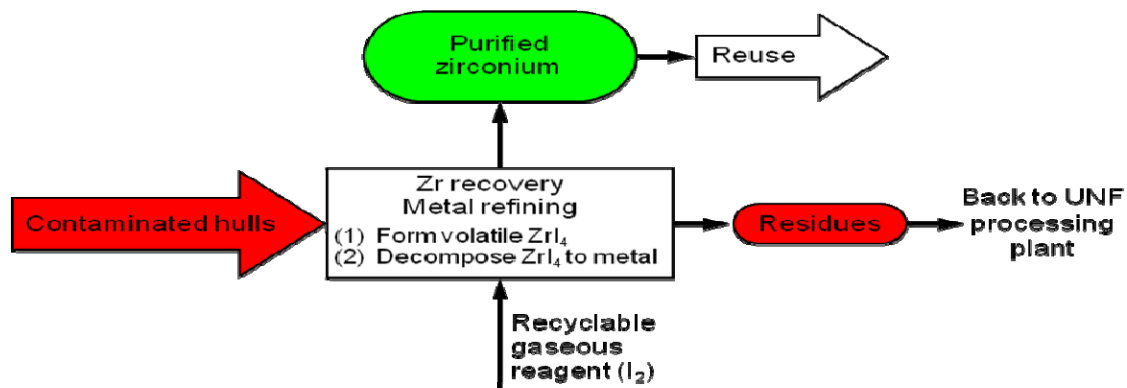 Purified
zirconium
Reuse
Contaminated hulls
Zr recovery
Metal refining
(1) Form volatile ZrI₄
(2) Decompose ZrI₄ to metal
Residues
Back to UNF
processing
plant
Recyclable
gaseous
reagent (I₂)